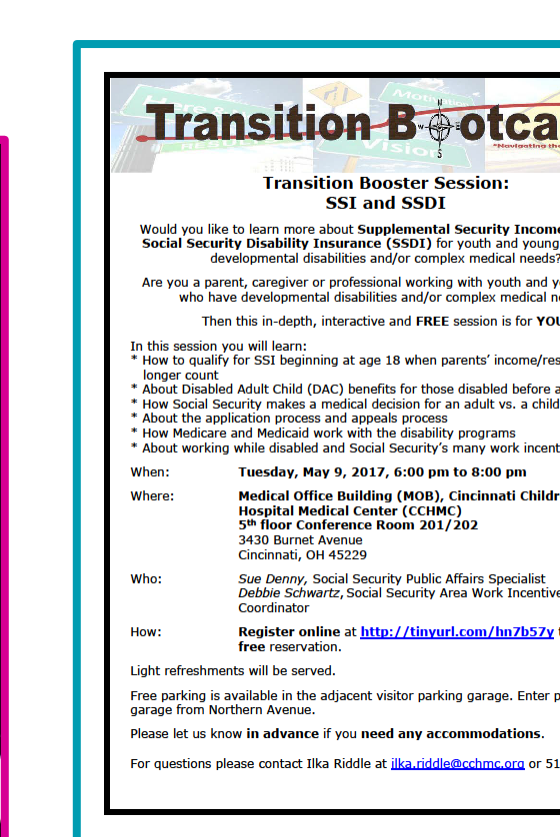 Transition Bootca
"Navigating the
Transition Booster Session:
SSI and SSDI
Would you like to learn more about Supplemental Security Income
Social Security Disability Insurance (SSDI) for youth and young
developmental disabilities and/or complex medical needs?
Are you a parent, caregiver or professional working with youth and y
who have developmental disabilities and/or complex medical n
Then this in-depth, interactive and FREE session is for YOU
In this session you will learn:
* How to qualify for SSI beginning at age 18 when parents' income/res
longer count
* About Disabled Adult Child (DAC) benefits for those disabled before a
* How Social Security makes a medical decision for an adult vs. a child
* About the application process and appeals process
* How Medicare and Medicaid work with the disability programs
* About working while disabled and Social Security's many work incent
When: Tuesday, May 9, 2017, 6:00 pm to 8:00 pm
Where: Medical Office Building (MOB), Cincinnati Childr
Hospital Medical Center (CCHMC)
5th floor Conference Room 201/202
3430 Burnet Avenue
Cincinnati, OH 45229
Who: Sue Denny, Social Security Public Affairs Specialist
Debbie Schwartz, Social Security Area Work Incentive
Coordinator
How: Register online at http://tinyurl.com/hn7b57y t
free reservation.
Light refreshments will be served.
Free parking is available in the adjacent visitor parking garage. Enter p
garage from Northern Avenue.
Please let us know in advance if you need any accommodations.
For questions please contact Ilka Riddle at ilka.riddle@cchmc.org or 51